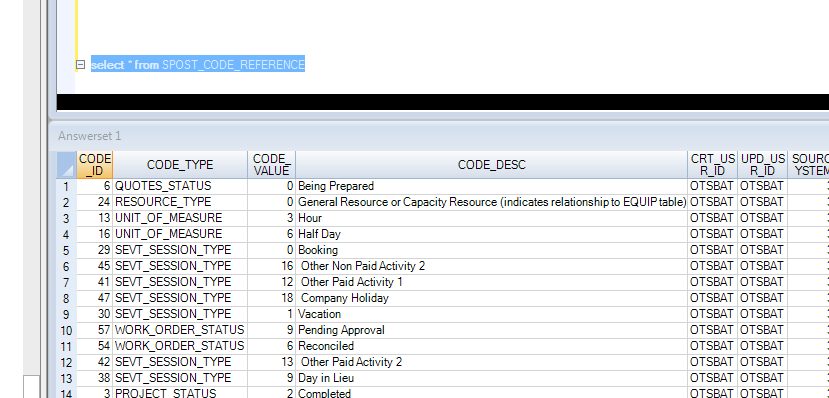 select * from SPOST_CODE_REFERENCE
Answerset 1
CODE_ID CODE_TYPE CODE_VALUE CODE_DESC CRT_USR_ID UPD_USR_ID
1 6 QUOTES_STATUS 0 Being Prepared OTSBAT OTSBAT
2 24 RESOURCE_TYPE 0 General Resource or Capacity Resource (indicates relationship to EQUIP table) OTSBAT OTSBAT
3 13 UNIT_OF_MEASURE 3 Hour OTSBAT OTSBAT
4 16 UNIT_OF_MEASURE 6 Half Day OTSBAT OTSBAT
5 29 SEVT_SESSION_TYPE 0 Booking OTSBAT OTSBAT
6 45 SEVT_SESSION_TYPE 16 Other Non Paid Activity 2 OTSBAT OTSBAT
7 41 SEVT_SESSION_TYPE 12 Other Paid Activity 1 OTSBAT OTSBAT
8 47 SEVT_SESSION_TYPE 18 Company Holiday OTSBAT OTSBAT
9 30 SEVT_SESSION_TYPE 1 Vacation OTSBAT OTSBAT
10 57 WORK_ORDER_STATUS 9 Pending Approval OTSBAT OTSBAT
11 54 WORK_ORDER_STATUS 6 Reconciled OTSBAT OTSBAT
12 42 SEVT_SESSION_TYPE 13 Other Paid Activity 2 OTSBAT OTSBAT
13 38 SEVT_SESSION_TYPE 9 Day in Lieu OTSBAT OTSBAT
14 3 PROJECT_STATUS 2 Completed OTSBAT OTSBAT